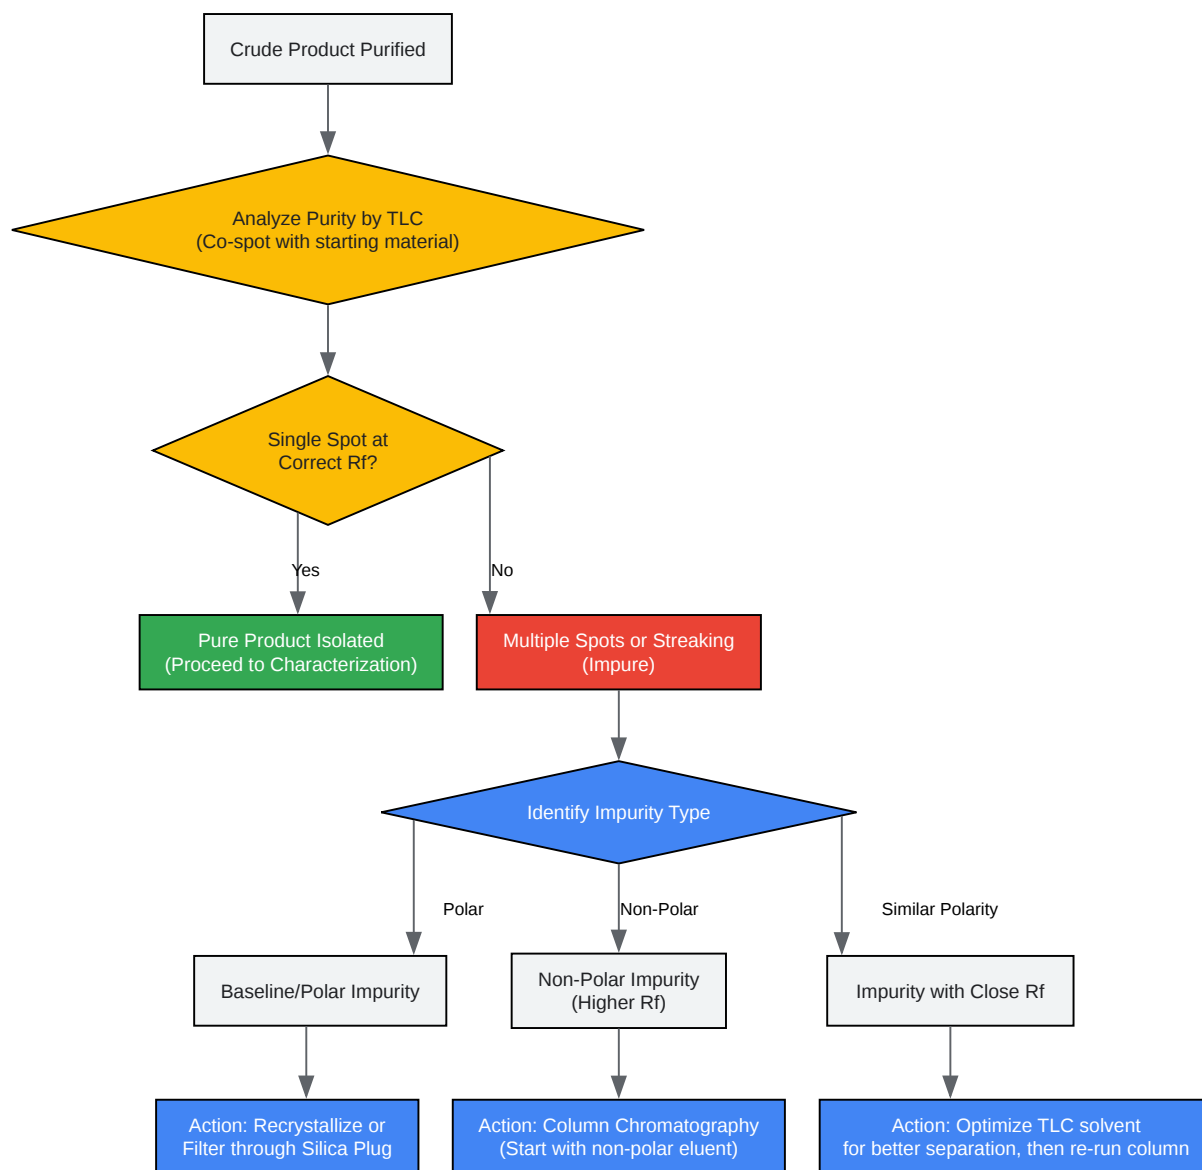 Crude Product Purified
Analyze Purity by TLC
(Co-spot with starting material)
Single Spot at
Correct Rf?
Yes
No
Pure Product Isolated
(Proceed to Characterization)
Multiple Spots or Streaking
(Impure)
Identify Impurity Type
Polar
Non-Polar
Similar Polarity
Baseline/Polar Impurity
Non-Polar Impurity
(Higher Rf)
Impurity with Close Rf
Action: Recrystallize or
Filter through Silica Plug
Action: Column Chromatography
(Start with non-polar eluent)
Action: Optimize TLC solvent
for better separation, then re-run column